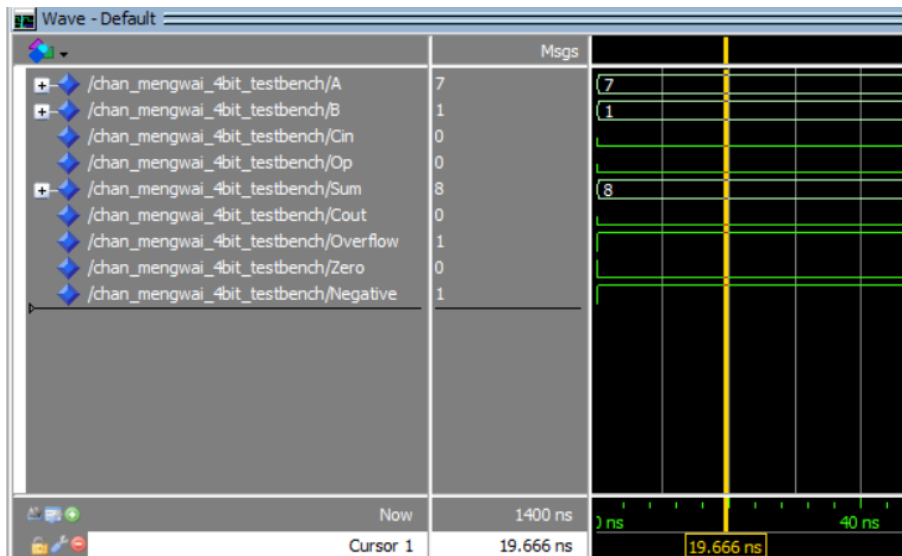 Wave - Default
Msgs
/chan_mengwai_4bit_testbench/A 7 7
/chan_mengwai_4bit_testbench/B 1 1
/chan_mengwai_4bit_testbench/Cin 0
/chan_mengwai_4bit_testbench/Op 0
/chan_mengwai_4bit_testbench/Sum 8 8
/chan_mengwai_4bit_testbench/Cout 0
/chan_mengwai_4bit_testbench/Overflow 1
/chan_mengwai_4bit_testbench/Zero 0
/chan_mengwai_4bit_testbench/Negative 1
Now 1400 ns ns 40 ns
Cursor 1 19.666 ns 19.666 ns